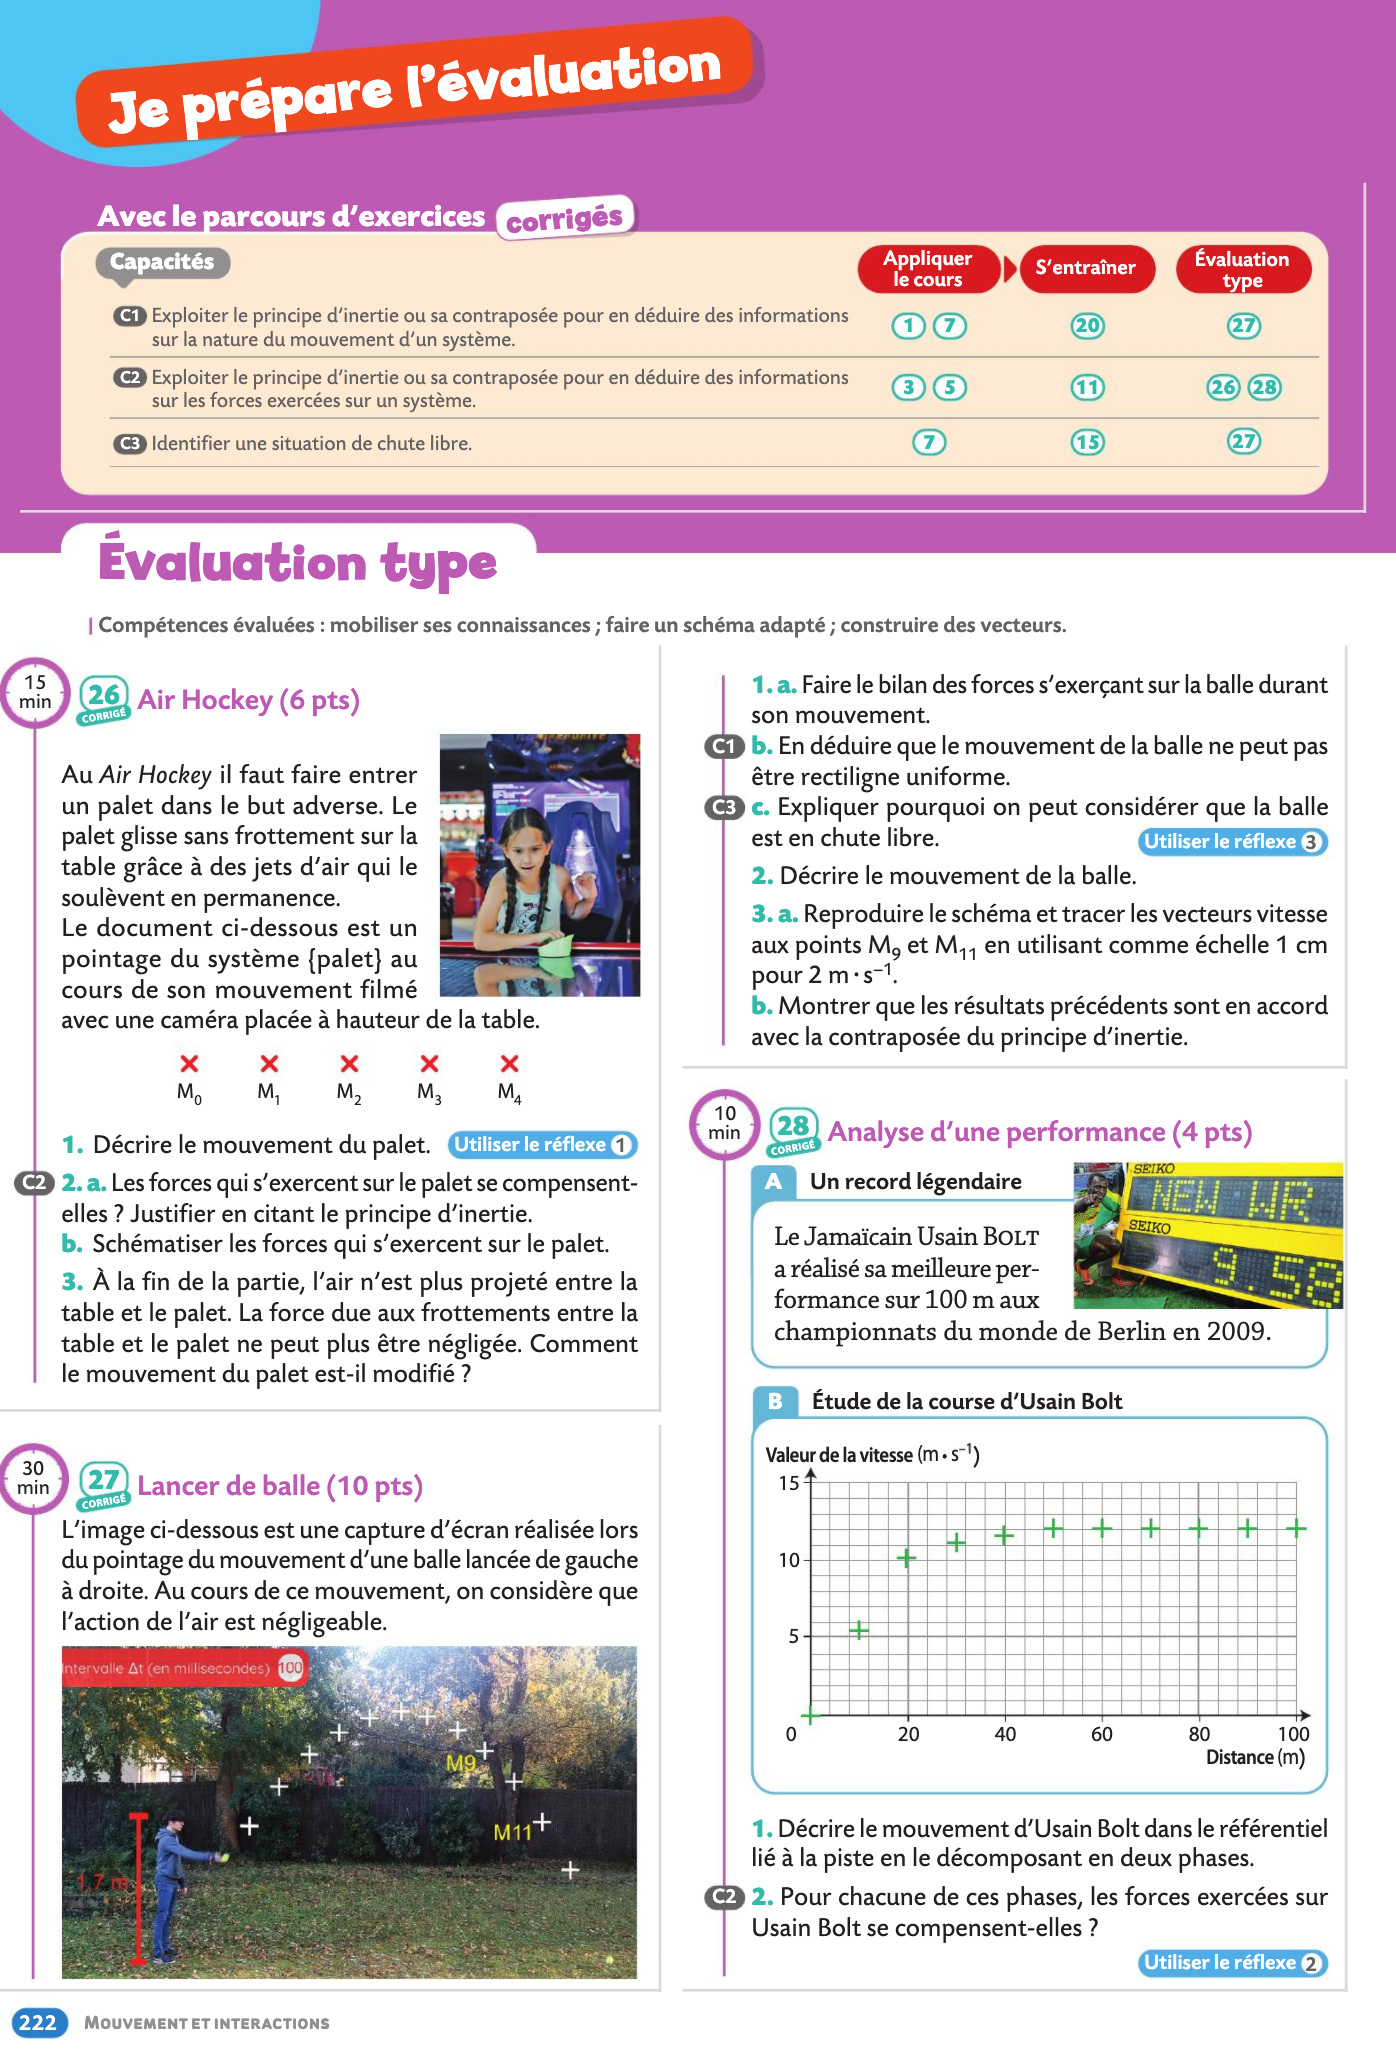 Je prépare l'évaluation
Avec le parcours d'exercices corrigés
Capacités
Appliquer
le cours
S'entraîner
Évaluation
type
C1 Exploiter le principe d'inertie ou sa contraposée pour en déduire des informations
sur la nature du mouvement d'un système.
1 7 20 27
C2 Exploiter le principe d'inertie ou sa contraposée pour en déduire des informations
sur les forces exercées sur un système.
3 5 11 26 28
C3 Identifier une situation de chute libre.
7 15 27
Évaluation type
Compétences évaluées : mobiliser ses connaissances ; faire un schéma adapté ; construire des vecteurs.
15
min
26
CORRIGÉ
Air Hockey (6 pts)
Au Air Hockey il faut faire entrer
un palet dans le but adverse. Le
palet glisse sans frottement sur la
table grâce à des jets d'air qui le
soulèvent en permanence.
Le document ci-dessous est un
pointage du système {palet} au
cours de son mouvement filmé
avec une caméra placée à hauteur de la table.
M0 M1 M2 M3 M4
1. Décrire le mouvement du palet. Utiliser le réflexe 1
C2 2. a. Les forces qui s'exercent sur le palet se compensent-
elles ? Justifier en citant le principe d'inertie.
b. Schématiser les forces qui s'exercent sur le palet.
3. À la fin de la partie, l'air n'est plus projeté entre la
table et le palet. La force due aux frottements entre la
table et le palet ne peut plus être négligée. Comment
le mouvement du palet est-il modifié ?
30
min
27
CORRIGÉ
Lancer de balle (10 pts)
L'image ci-dessous est une capture d'écran réalisée lors
du pointage du mouvement d'une balle lancée de gauche
à droite. Au cours de ce mouvement, on considère que
l'action de l'air est négligeable.
Intervalle Δt (en millisecondes) 100
M9
M11
1,7 m
1. a. Faire le bilan des forces s'exerçant sur la balle durant
son mouvement.
C1 b. En déduire que le mouvement de la balle ne peut pas
être rectiligne uniforme.
C3 c. Expliquer pourquoi on peut considérer que la balle
est en chute libre. Utiliser le réflexe 3
2. Décrire le mouvement de la balle.
3. a. Reproduire le schéma et tracer les vecteurs vitesse
aux points M9 et M11 en utilisant comme échelle 1 cm
pour 2 m·s⁻¹.
b. Montrer que les résultats précédents sont en accord
avec la contraposée du principe d'inertie.
10
min
28
CORRIGÉ
Analyse d'une performance (4 pts)
A Un record légendaire
Le Jamaïcain Usain BOLT
a réalisé sa meilleure per-
formance sur 100 m aux
championnats du monde de Berlin en 2009.
SEIKO
NEW WR
SEIKO
9.58
B Étude de la course d'Usain Bolt
Valeur de la vitesse (m·s⁻¹)
15
10
5
0 20 40 60 80 100
Distance (m)
1. Décrire le mouvement d'Usain Bolt dans le référentiel
lié à la piste en le décomposant en deux phases.
C2 2. Pour chacune de ces phases, les forces exercées sur
Usain Bolt se compensent-elles ?
Utiliser le réflexe 2
222 MOUVEMENT ET INTERACTIONS